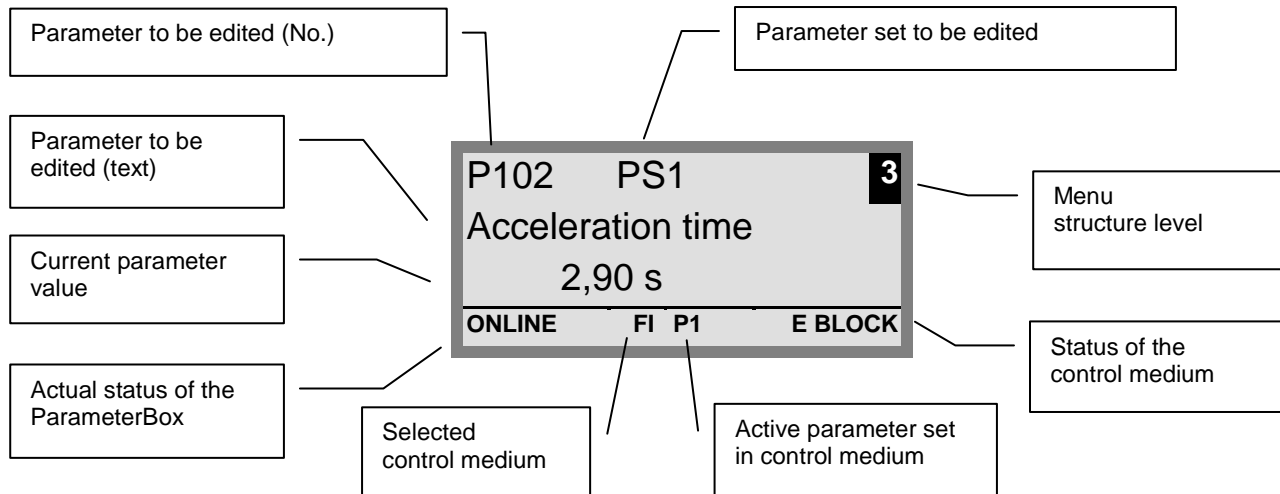 Parameter to be edited (No.)
Parameter set to be edited
Parameter to be
edited (text)
P102 PS1 3
Acceleration time
2,90 s
ONLINE FI P1 E BLOCK
Menu
structure level
Current parameter
value
Status of the
control medium
Actual status of the
ParameterBox
Selected
control medium
Active parameter set
in control medium